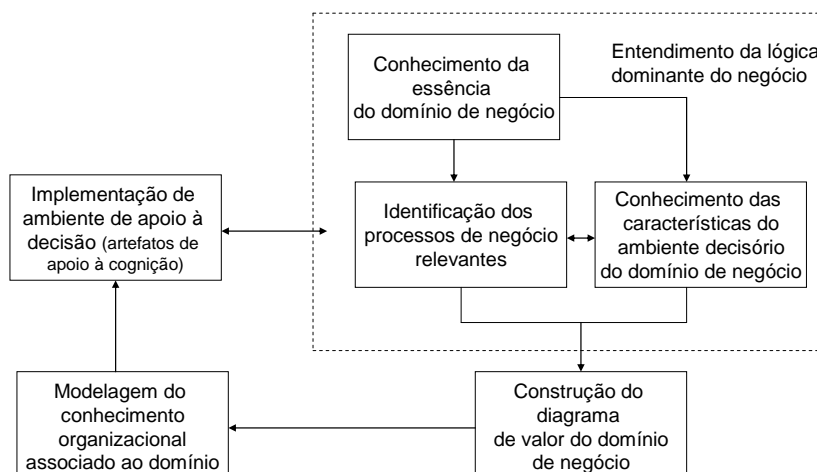 Conhecimento da
essência
do domínio de negócio
Entendimento da lógica
dominante do negócio
Implementação de
ambiente de apoio à
decisão (artefatos de
apoio à cognição)
Identificação dos
processos de negócio
relevantes
Conhecimento das
características do
ambiente decisório
do domínio de negócio
Modelagem do
conhecimento
organizacional
associado ao domínio
Construção do
diagrama
de valor do domínio
de negócio